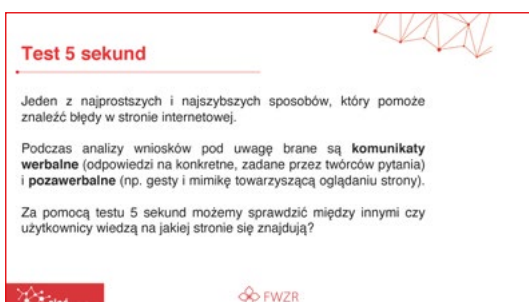 Test 5 sekund
Jeden z najprostszych i najszybszych sposobów, który pomoże
znaleźć błędy w stronie internetowej.
Podczas analizy wniosków pod uwagę brane są komunikaty
werbalne (odpowiedzi na konkretne, zadane przez twórców pytania)
i pozawerbalne (np. gesty i mimikę towarzyszącą oglądaniu strony).
Za pomocą testu 5 sekund możemy sprawdzić między innymi czy
użytkownicy wiedzą na jakiej stronie się znajdują?
FWZR